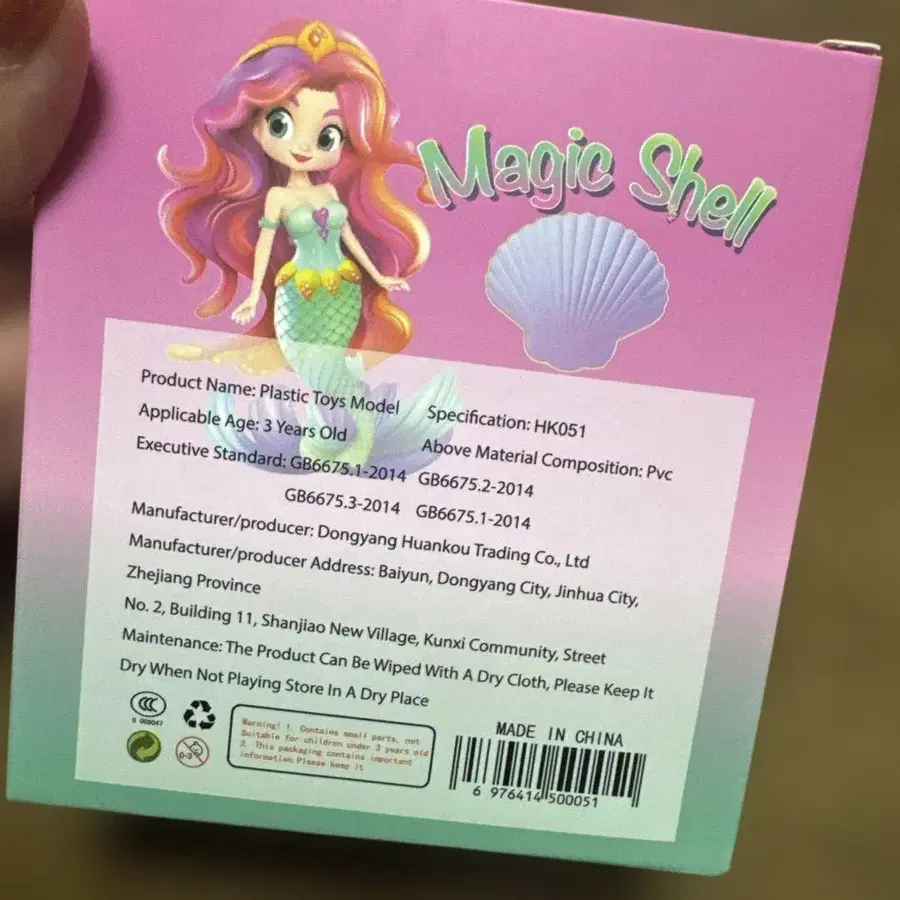 Magic Shell
Product Name: Plastic Toys Model
Specification: HK051
Applicable Age: 3 Years Old
Above Material Composition: Pvc
Executive Standard: GB6675.1-2014 GB6675.2-2014
GB6675.3-2014 GB6675.1-2014
Manufacturer/producer: Dongyang Huankou Trading Co., Ltd
Manufacturer/producer Address: Baiyun, Dongyang City, Jinhua City,
Zhejiang Province
No. 2, Building 11, Shanjiao New Village, Kunxi Community, Street
Maintenance: The Product Can Be Wiped With A Dry Cloth, Please Keep It
Dry When Not Playing Store In A Dry Place
CCC
0-3
Warning! 1. Contains small parts, not
Suitable for children under 3 years old
2. This packaging contains important
information.Please keep it
MADE IN CHINA
6 976414 500051